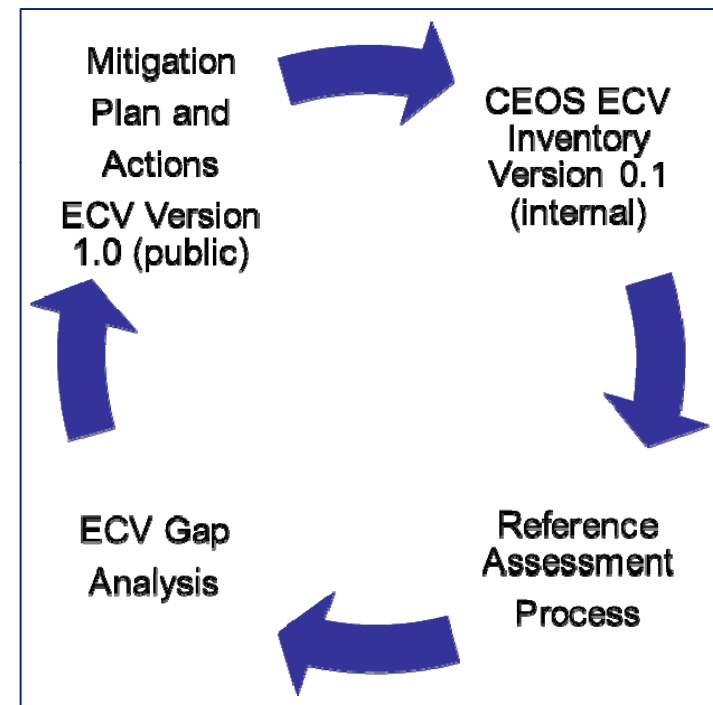 Mitigation
Plan and
Actions
ECV Version
1.0 (public)
CEOS ECV
Inventory
Version 0.1
(internal)
Reference
Assessment
Process
ECV Gap
Analysis